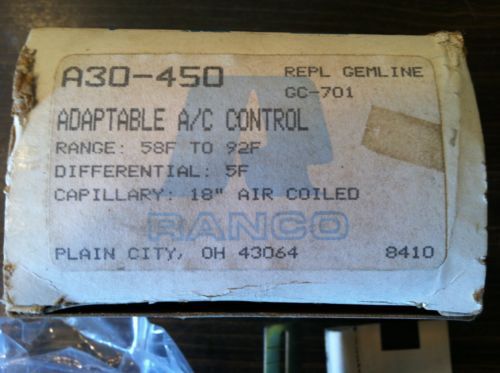 A30-450
REPL GEMLINE
GC-701
ADAPTABLE A/C CONTROL
RANGE: 58F TO 92F
DIFFERENTIAL: 5F
CAPILLARY: 18" AIR COILED
RANCO
PLAIN CITY, OH 43064 8410